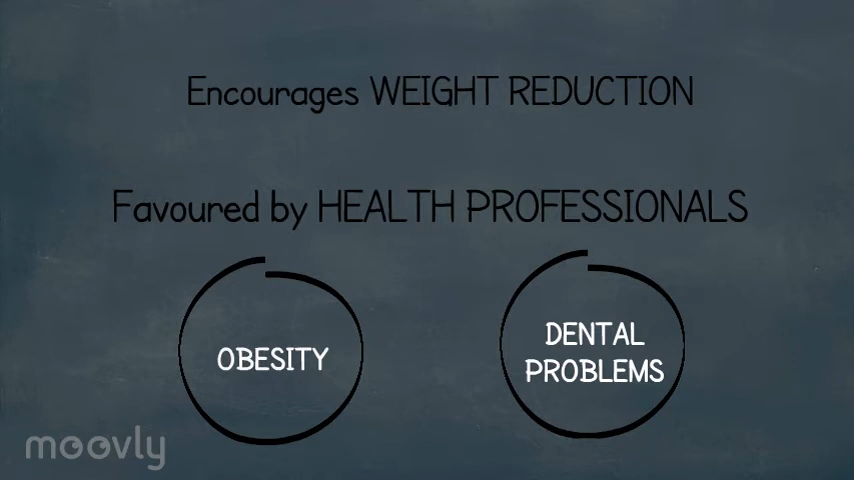 Encourages WEIGHT REDUCTION
Favoured by HEALTH PROFESSIONALS
OBESITY
DENTAL
PROBLEMS
moovly